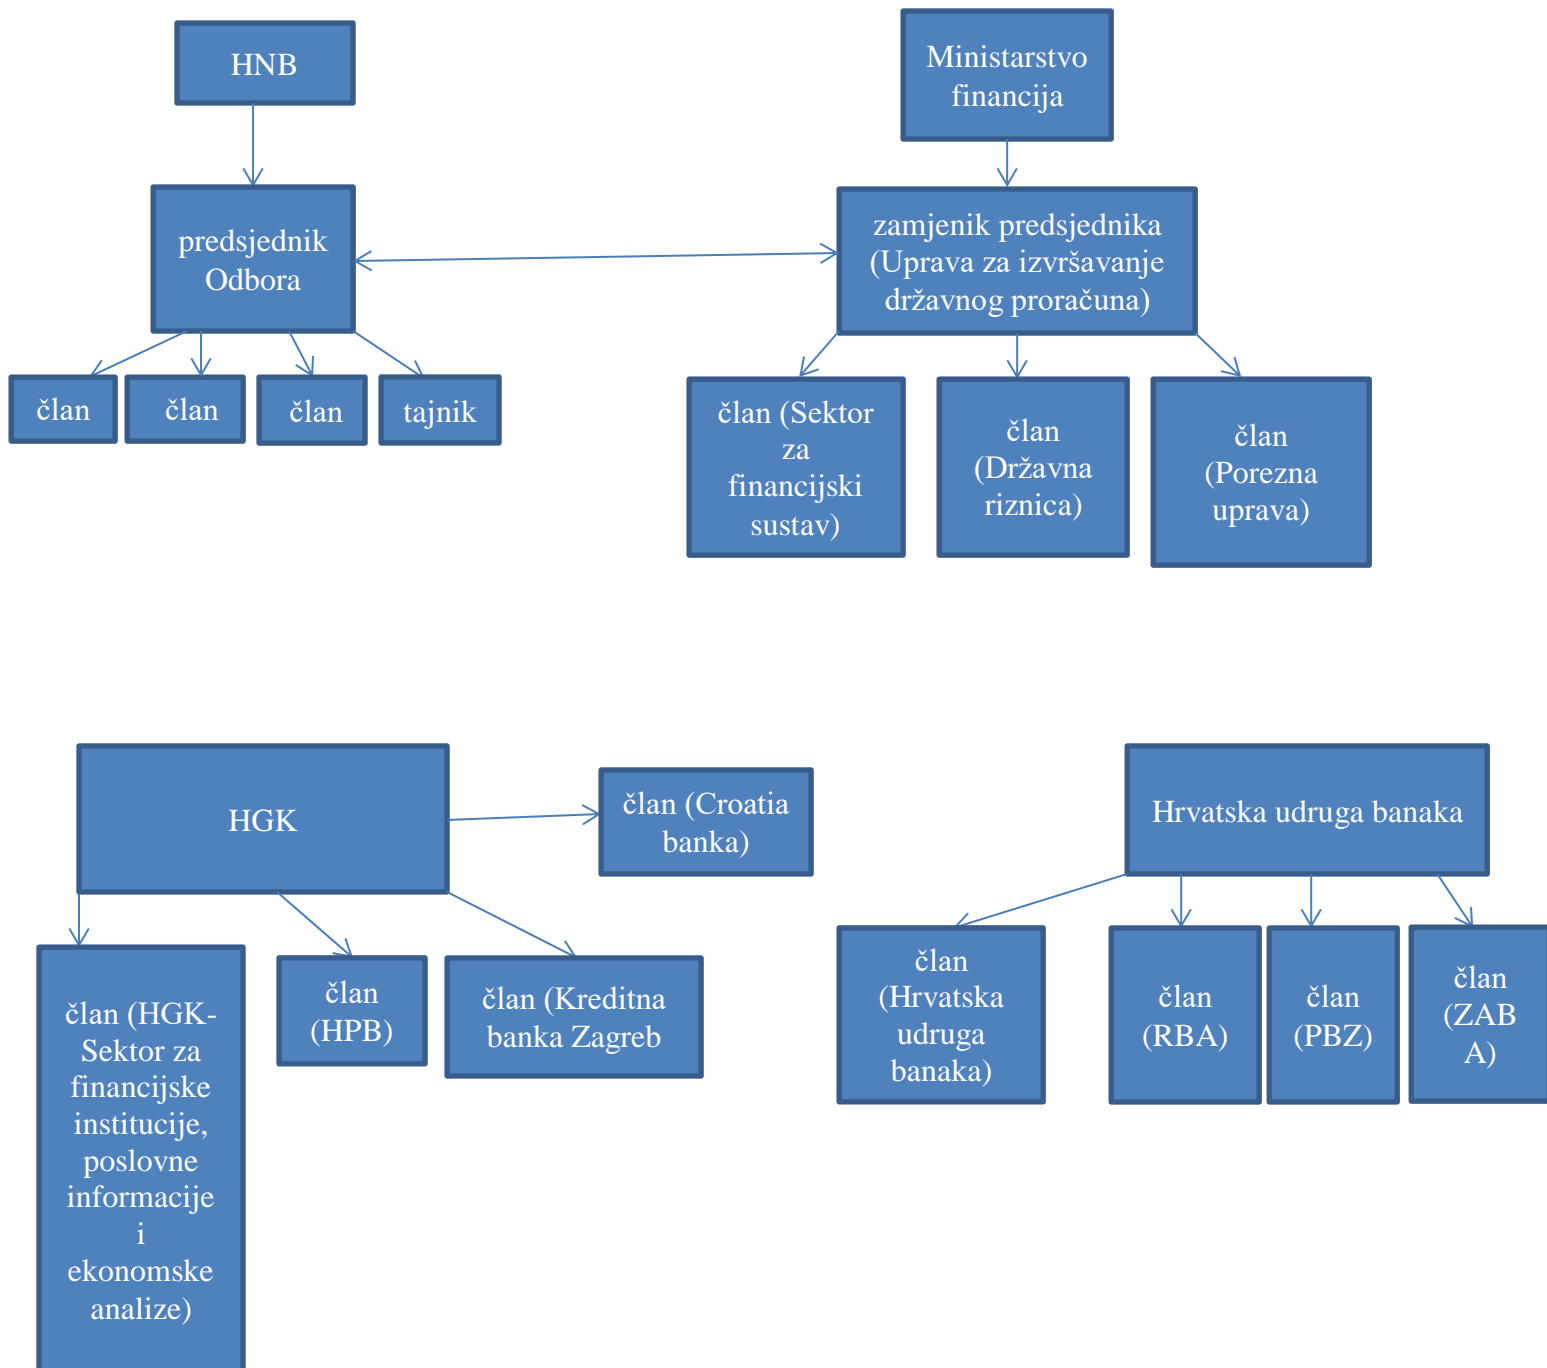 HNB
Ministarstvo
financija
predsjednik
Odbora
zamjenik predsjednika
(Uprava za izvršavanje
državnog proračuna)
član
član
član
tajnik
član (Sektor
za
financijski
sustav)
član
(Državna
riznica)
član
(Porezna
uprava)
HGK
član (Croatia
banka)
Hrvatska udruga banaka
član (HGK-
Sektor za
financijske
institucije,
poslovne
informacije
i
ekonomske
analize)
član
(HPB)
član (Kreditna
banka Zagreb
član
(Hrvatska
udruga
banaka)
član
(RBA)
član
(PBZ)
član
(ZAB
A)